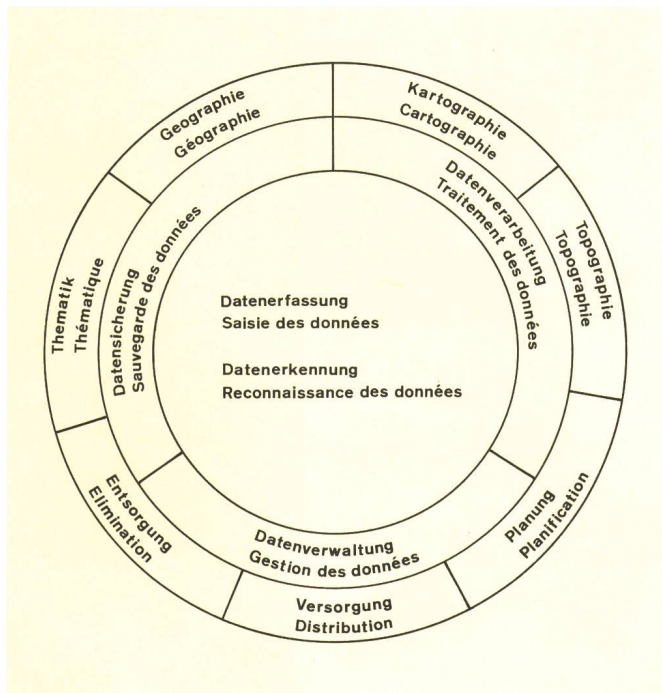 Geographie
Géographie
Kartographie
Cartographie
Topographie
Topographie
Planung
Planification
Versorgung
Distribution
Entsorgung
Elimination
Thematik
Thématique
Datensicherung
Sauvegarde des données
Datenverarbeitung
Traitement des données
Datenverwaltung
Gestion des données
Datenerfassung
Saisie des données
Datenerkennung
Reconnaissance des données